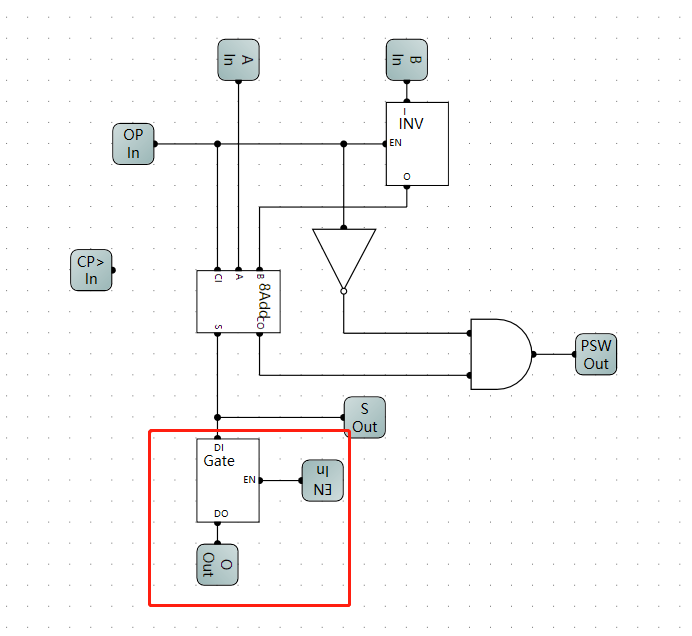 A
In
B
In
I
INV
EN
O
OP
In
CP>
In
CI
A
B
8Add
S
CO
PSW
Out
S
Out
DI
Gate
EN
DO
EN
In
O
Out